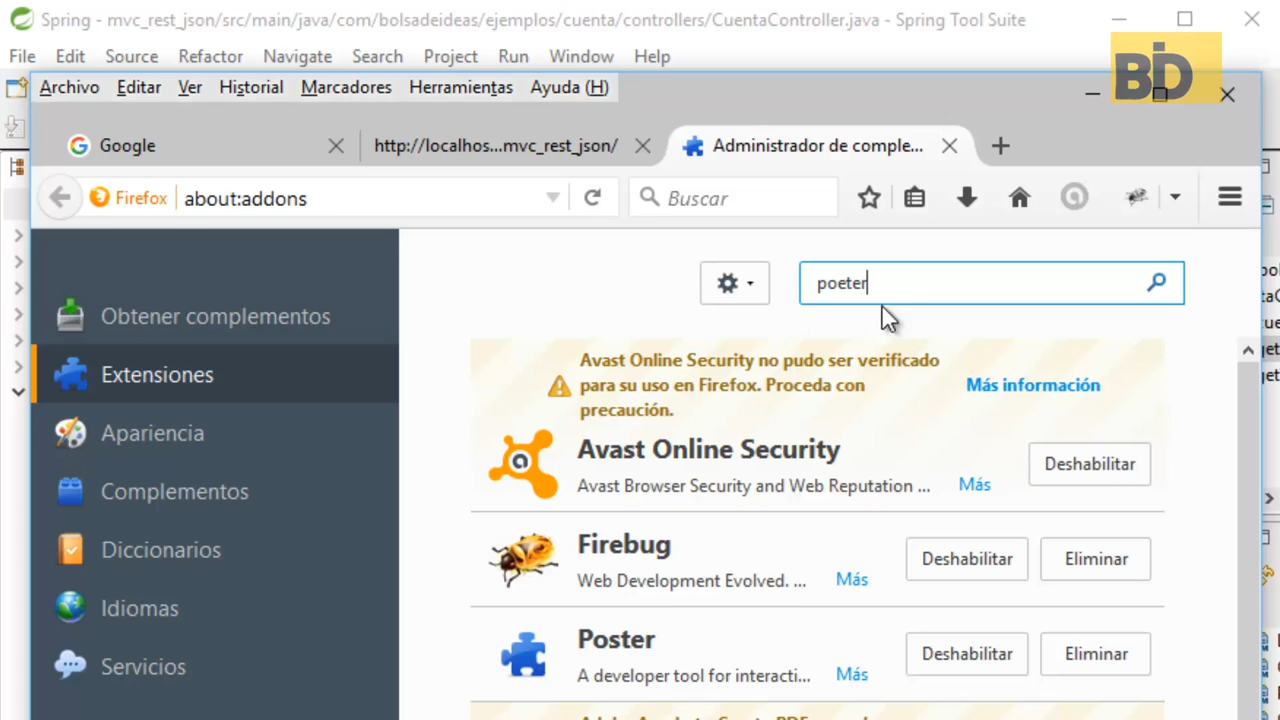 Spring - mvc_rest_json/src/main/java/com/bolsadeideas/ejemplos/cuenta/controllers/CuentaController.java - Spring Tool Suite
File Edit Source Refactor Navigate Search Project Run Window Help
BiD
Archivo Editar Ver Historial Marcadores Herramientas Ayuda (H)
Google http://localhos...mvc_rest_json/ Administrador de comple...
Firefox about:addons Buscar
poeter
Obtener complementos
Extensiones
Apariencia
Complementos
Diccionarios
Idiomas
Servicios
Avast Online Security no pudo ser verificado
para su uso en Firefox. Proceda con
precaución.
Más información
Avast Online Security
Avast Browser Security and Web Reputation ... Más
Deshabilitar
Firebug
Web Development Evolved. ... Más
Deshabilitar Eliminar
Poster
A developer tool for interacti... Más
Deshabilitar Eliminar